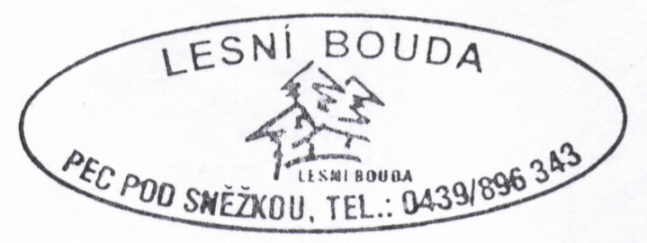 LESNÍ BOUDA
LESNÍ BOUDA
PEC POD SNĚŽKOU, TEL.: 0439/896 343